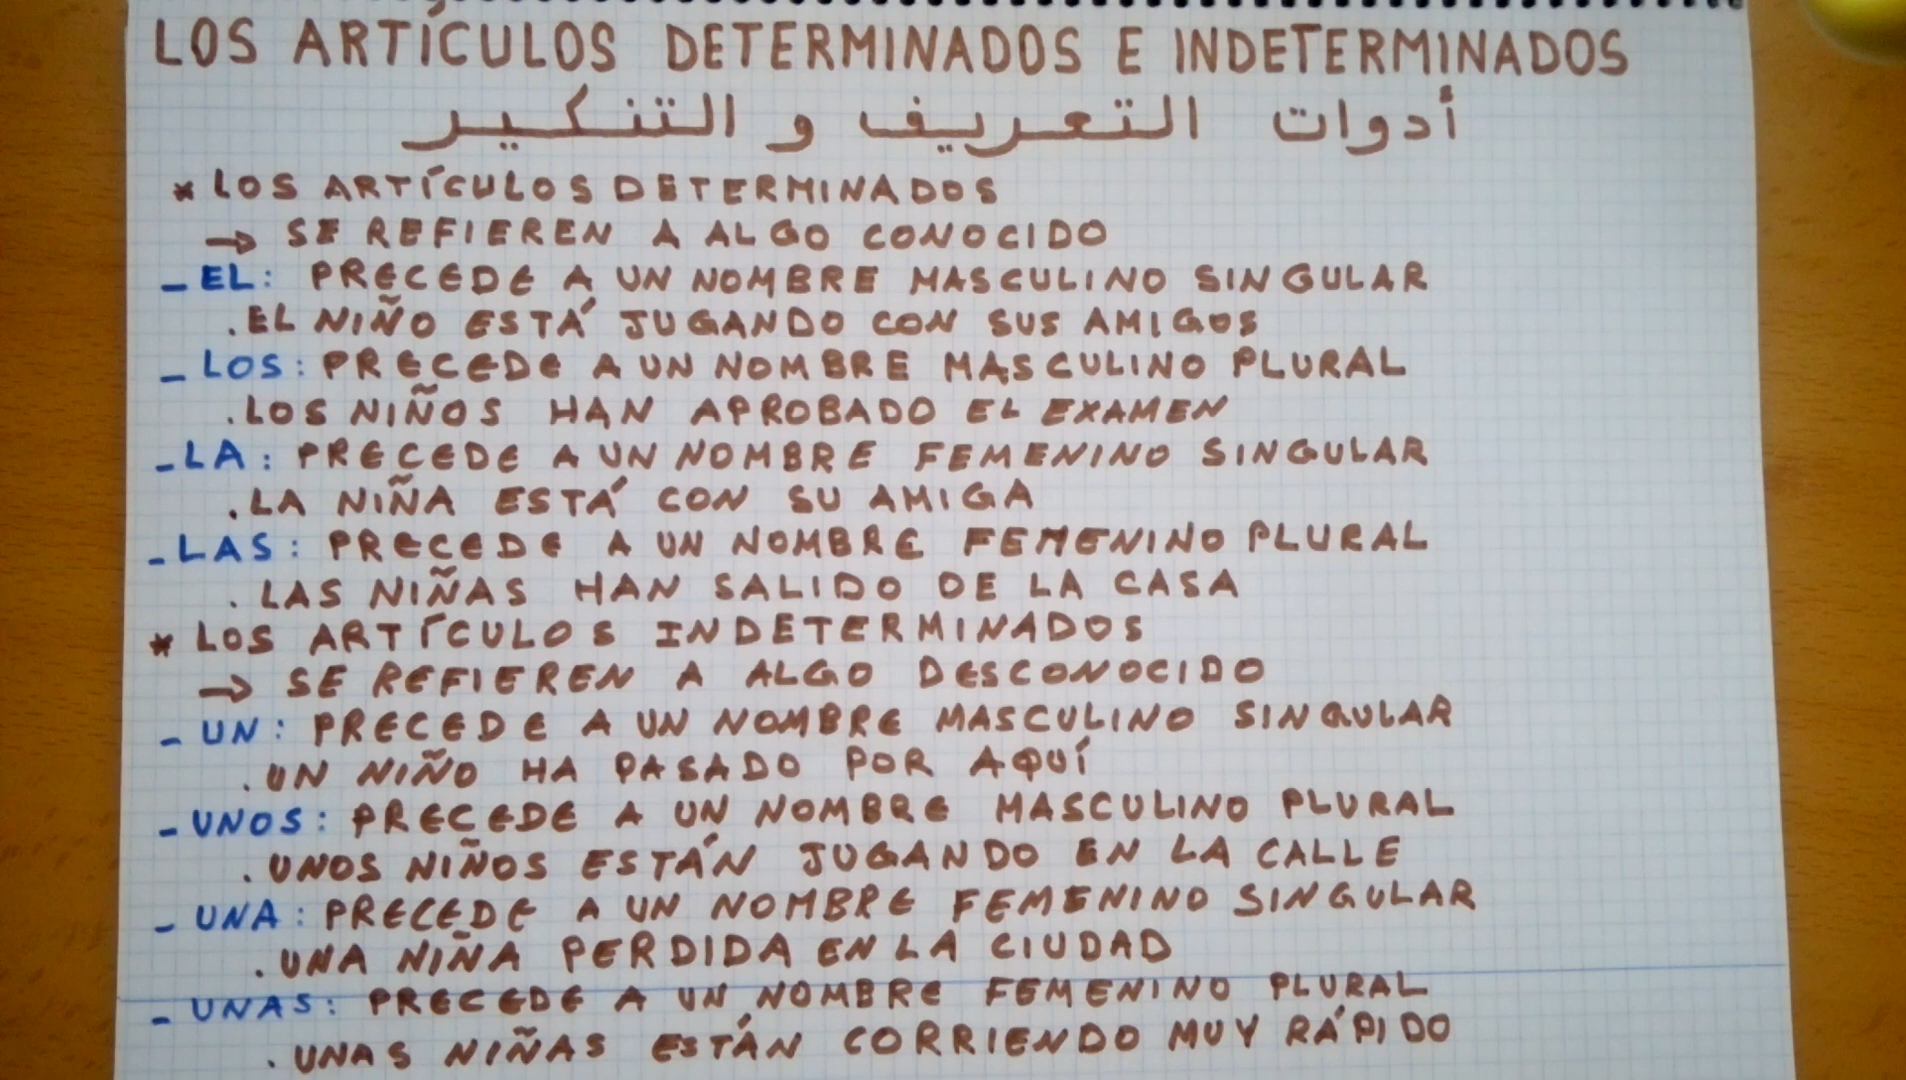 LOS ARTÍCULOS DETERMINADOS E INDETERMINADOS
أدوات التعريف و التنكير
* LOS ARTÍCULOS DETERMINADOS
→ SE REFIEREN A ALGO CONOCIDO
- EL: PRECEDE A UN NOMBRE MASCULINO SINGULAR
. EL NIÑO ESTÁ JUGANDO CON SUS AMIGOS
- LOS: PRECEDE A UN NOMBRE MASCULINO PLURAL
. LOS NIÑOS HAN APROBADO EL EXAMEN
- LA: PRECEDE A UN NOMBRE FEMENINO SINGULAR
. LA NIÑA ESTÁ CON SU AMIGA
- LAS: PRECEDE A UN NOMBRE FEMENINO PLURAL
. LAS NIÑAS HAN SALIDO DE LA CASA
* LOS ARTÍCULOS INDETERMINADOS
→ SE REFIEREN A ALGO DESCONOCIDO
- UN: PRECEDE A UN NOMBRE MASCULINO SINGULAR
. UN NIÑO HA PASADO POR AQUÍ
- UNOS: PRECEDE A UN NOMBRE MASCULINO PLURAL
. UNOS NIÑOS ESTÁN JUGANDO EN LA CALLE
- UNA: PRECEDE A UN NOMBRE FEMENINO SINGULAR
. UNA NIÑA PERDIDA EN LA CIUDAD
- UNAS: PRECEDE A UN NOMBRE FEMENINO PLURAL
. UNAS NIÑAS ESTÁN CORRIENDO MUY RÁPIDO